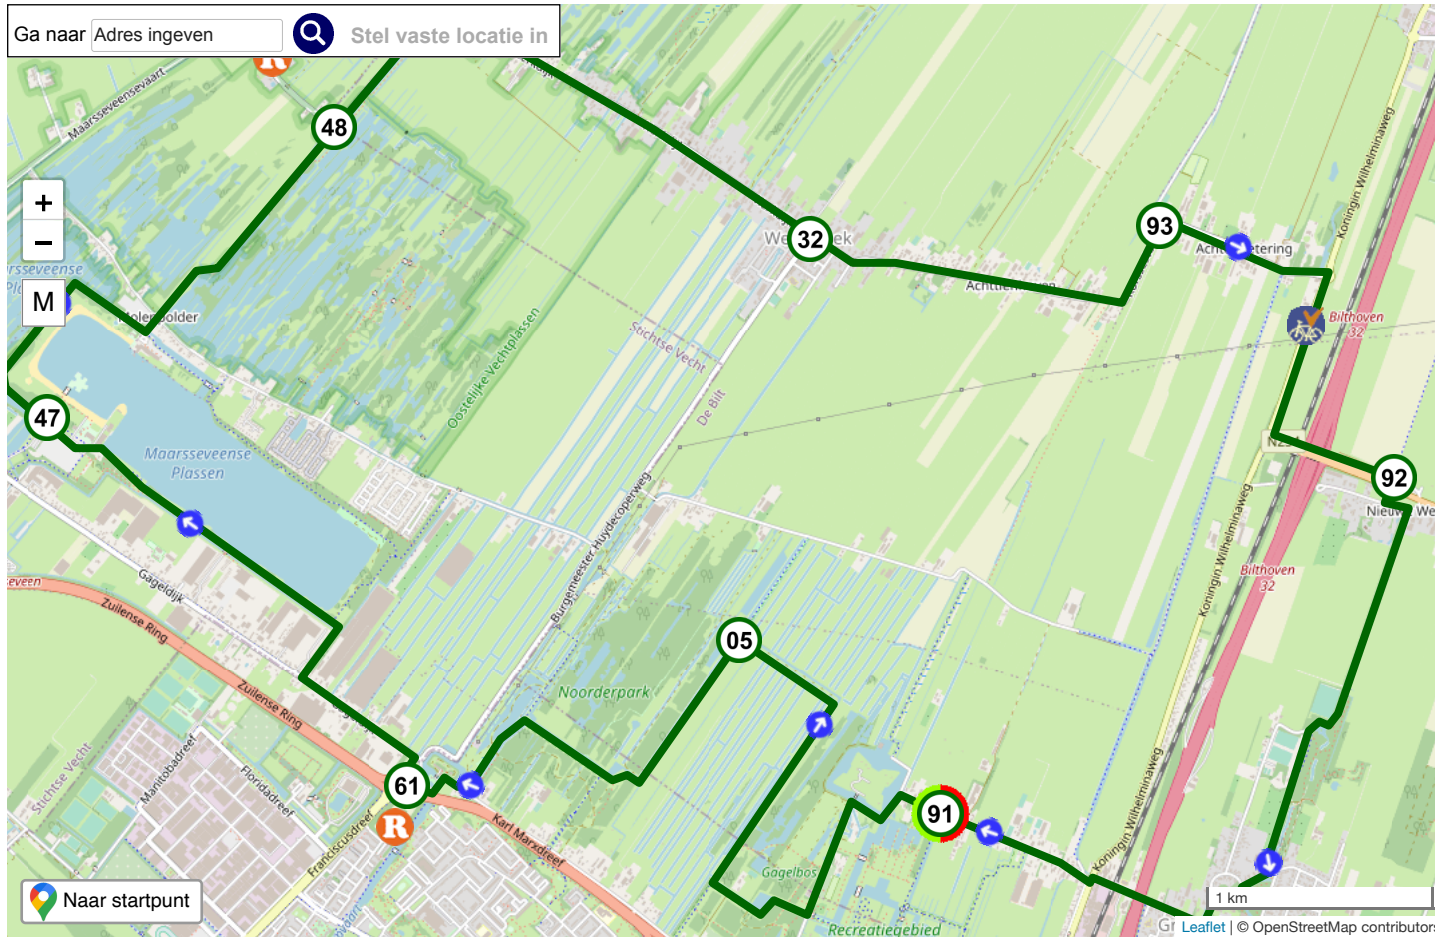 Ga naar Adres ingeven Stel vaste locatie in
R
Maarsseveensevaart
48
Koningin Wilhelminaweg
+
−
32
93
M
Achttienhoven
Bilthoven
32
Molenpolder
Stichtse Vecht
Oostelijke Vechtplassen
De Bilt
47
Maarsseveense
Plassen
92
Burgemeester Huydecoperweg
Koningin Wilhelminaweg
Bilthoven
32
Gageldijk
Zuilense Ring
05
Noorderpark
Zuilense Ring
Stichtse Vecht
Manitobadreef
Floridadreef
61
91
R
Karl Marxdreef
Franciscusdreef
Koningin Wilhelminaweg
Gagelbos
Naar startpunt
1 km
Recreatiegebied
Leaflet | © OpenStreetMap contributors